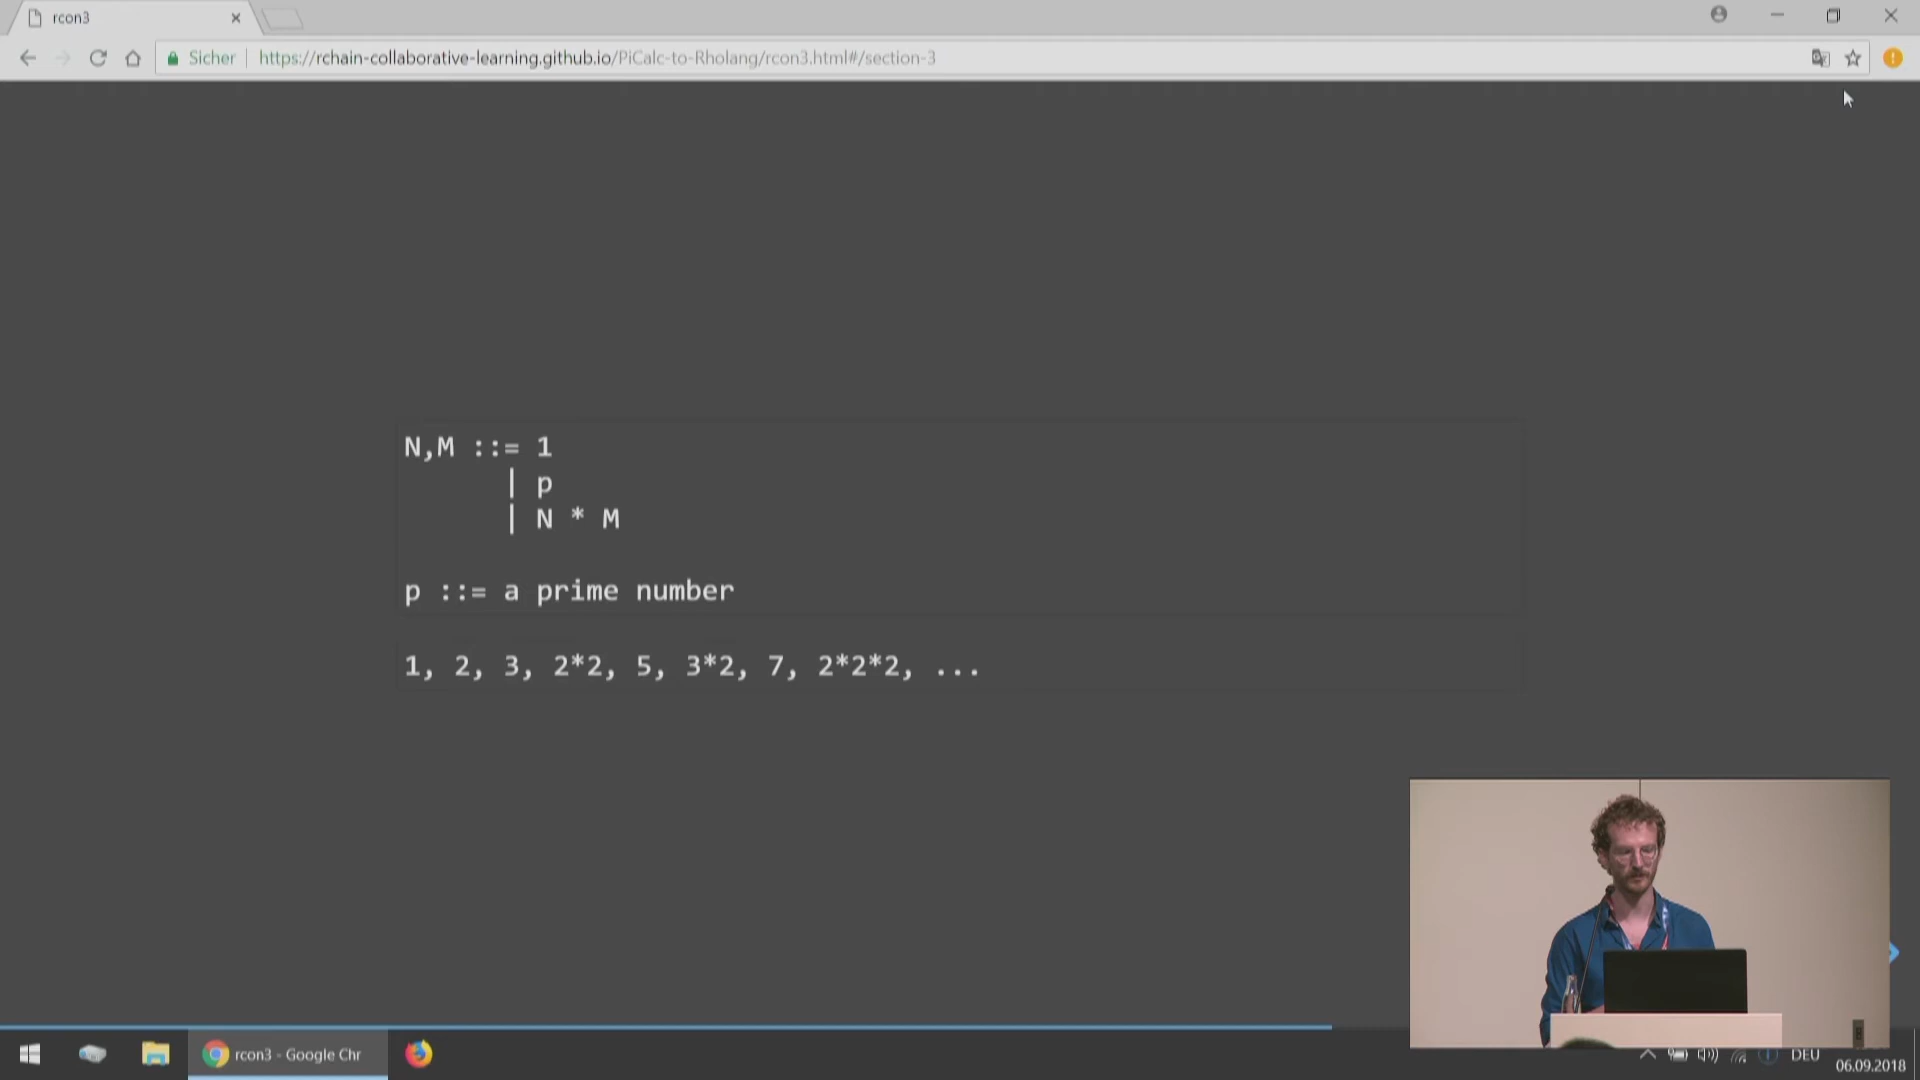 rcon3
Sicher
https://rchain-collaborative-learning.github.io/PiCalc-to-Rholang/rcon3.html#/section-3
N,M ::= 1
| p
| N * M
p ::= a prime number
1, 2, 3, 2*2, 5, 3*2, 7, 2*2*2, ...
rcon3 - Google Chr
DEU
06.09.2018